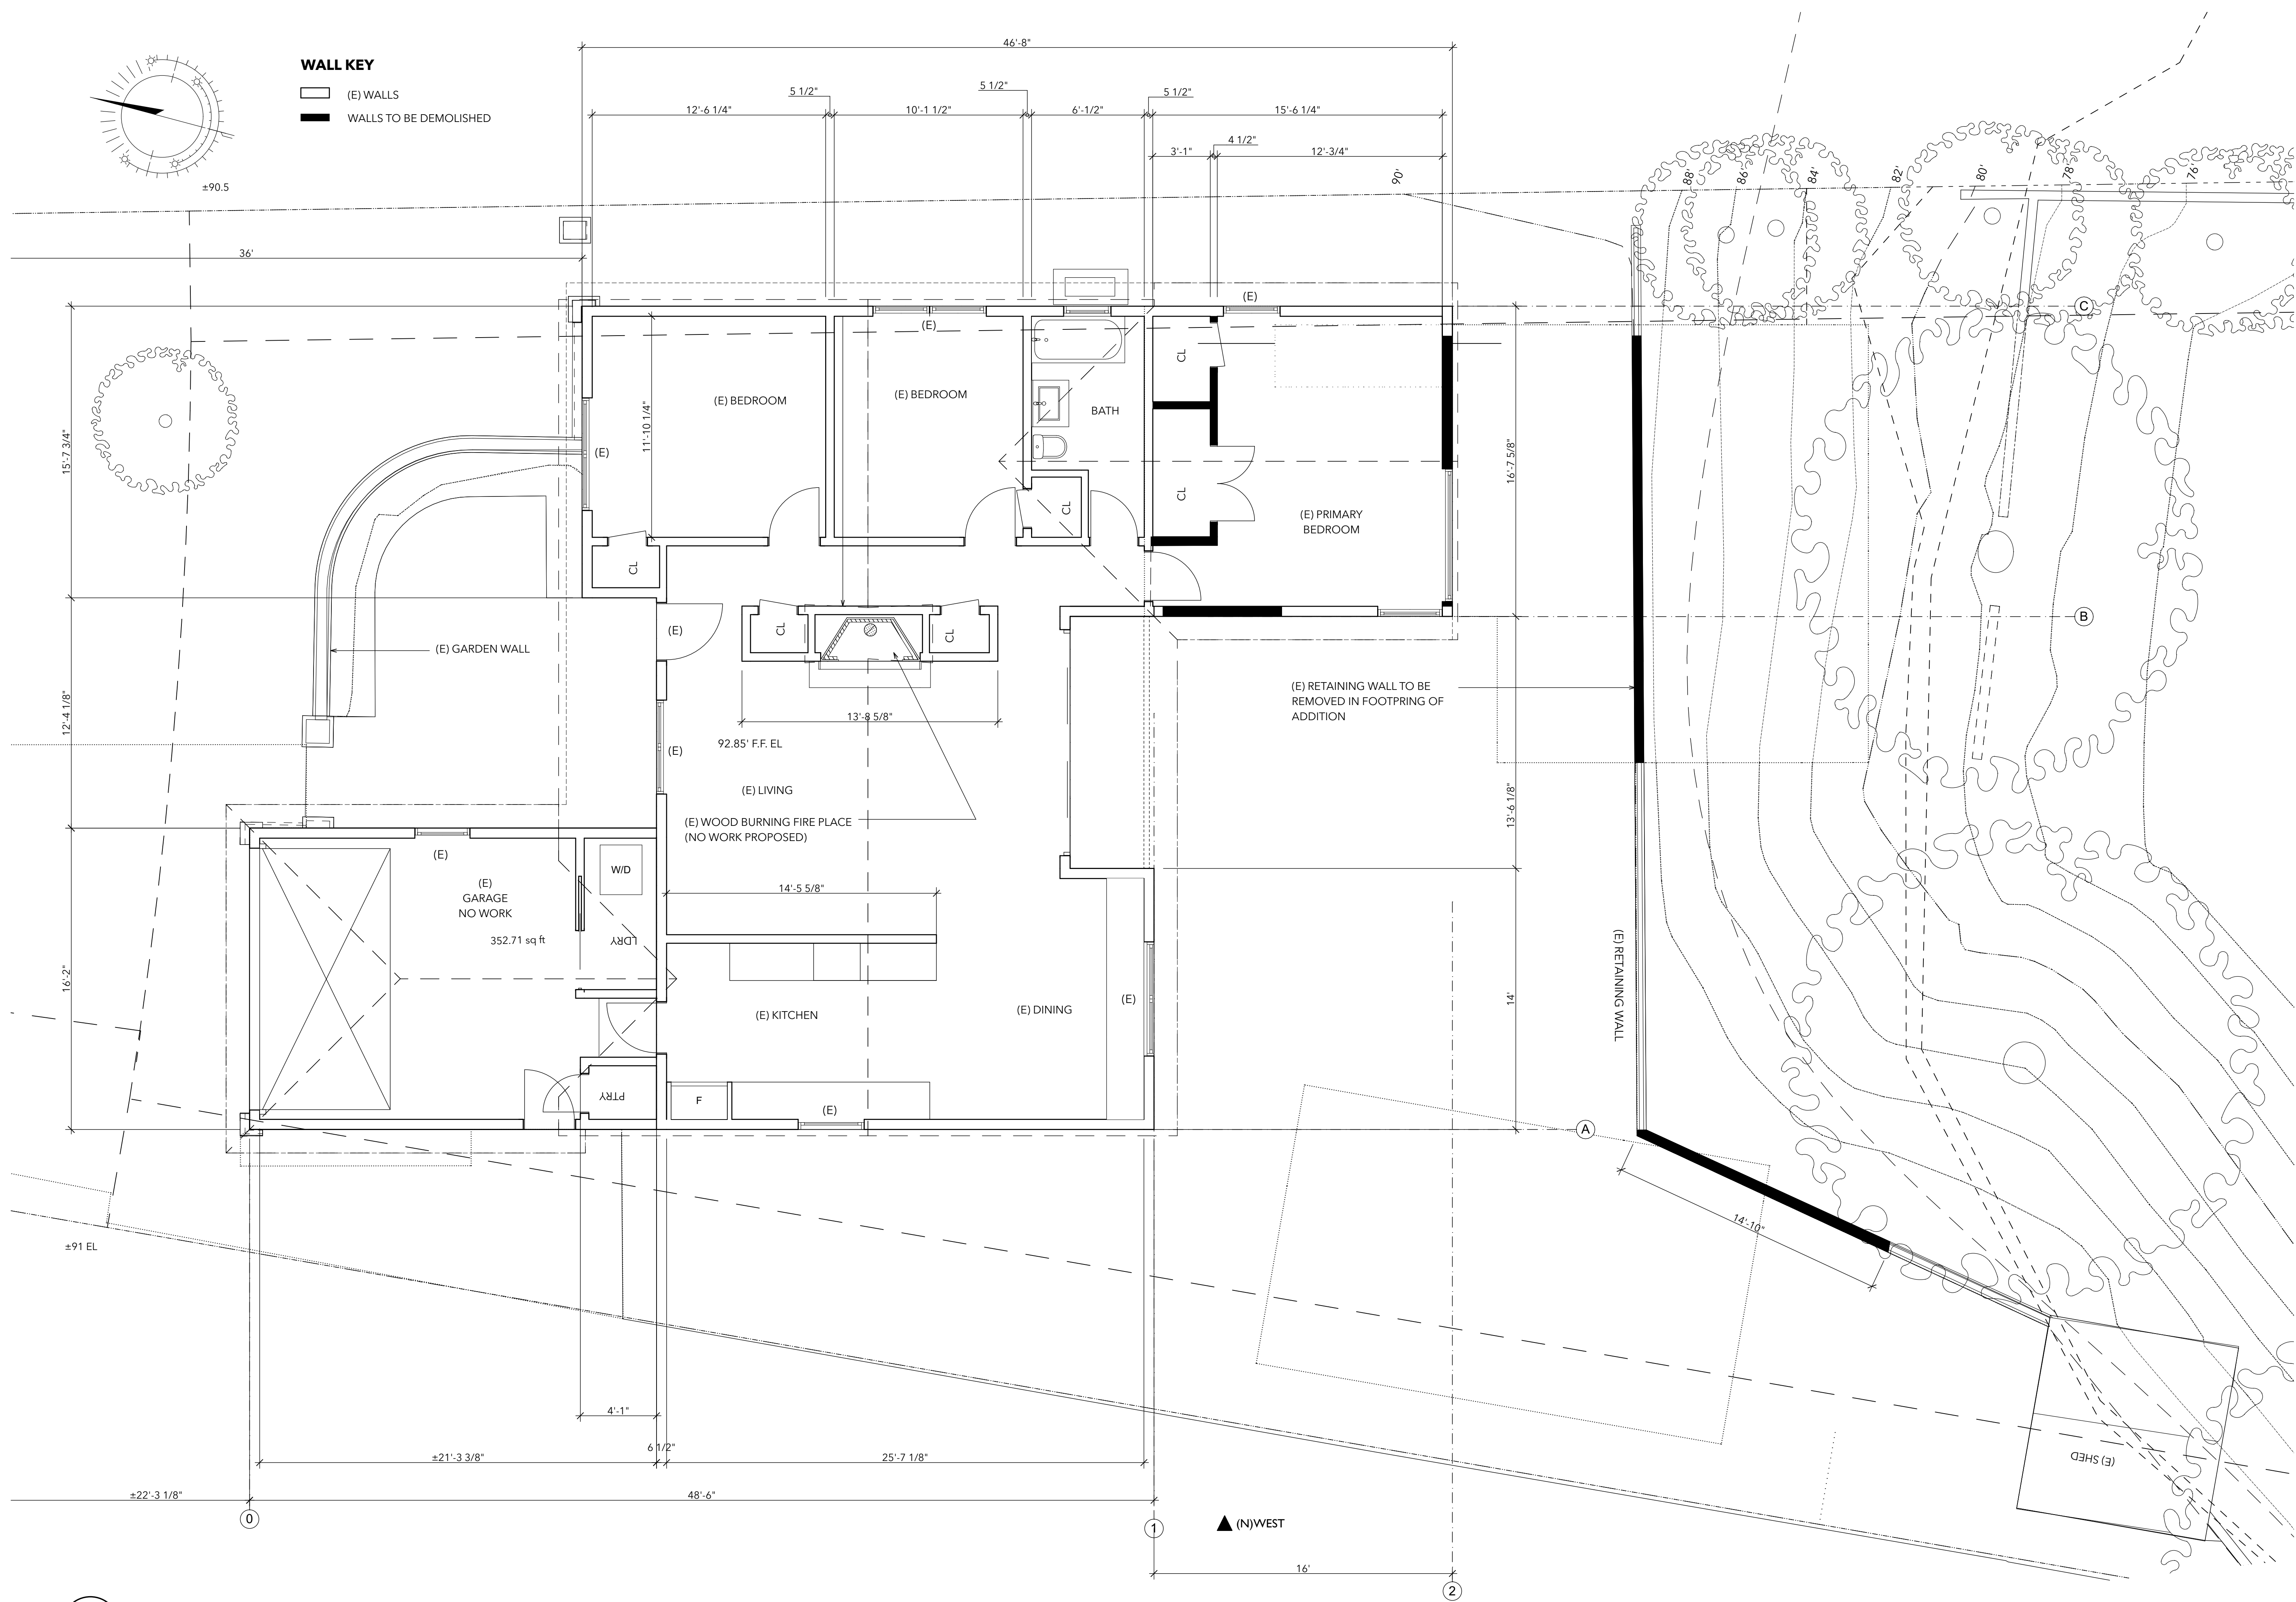 46'-8"
WALL KEY
(E) WALLS
WALLS TO BE DEMOLISHED
5 1/2"
5 1/2"
5 1/2"
12'-6 1/4"
10'-1 1/2"
6'-1/2"
15'-6 1/4"
4 1/2"
3'-1"
12'-3/4"
±90.5
90'
88'
86'
84'
82'
80'
78'
76'
36'
(E)
C
(E)
CL
(E) BEDROOM
(E) BEDROOM
BATH
11'-10 1/4"
15'-7 3/4"
(E)
16'-7 5/8"
CL
CL
(E) PRIMARY
BEDROOM
CL
(E)
CL
CL
B
(E) GARDEN WALL
(E) RETAINING WALL TO BE
REMOVED IN FOOTPRING OF
ADDITION
12'-4 1/8"
13'-8 5/8"
92.85' F.F. EL
(E)
(E) LIVING
13'-6 1/8"
(E) WOOD BURNING FIRE PLACE
(NO WORK PROPOSED)
(E)
W/D
(E)
GARAGE
NO WORK
14'-5 5/8"
352.71 sq ft
LDRY
(E) RETAINING WALL
16'-2"
14'
(E)
(E) KITCHEN
(E) DINING
PTRY
F
(E)
A
14'-10"
±91 EL
4'-1"
6 1/2"
±21'-3 3/8"
25'-7 1/8"
(E) SHED
±22'-3 1/8"
48'-6"
0
1
(N)WEST
16'
2